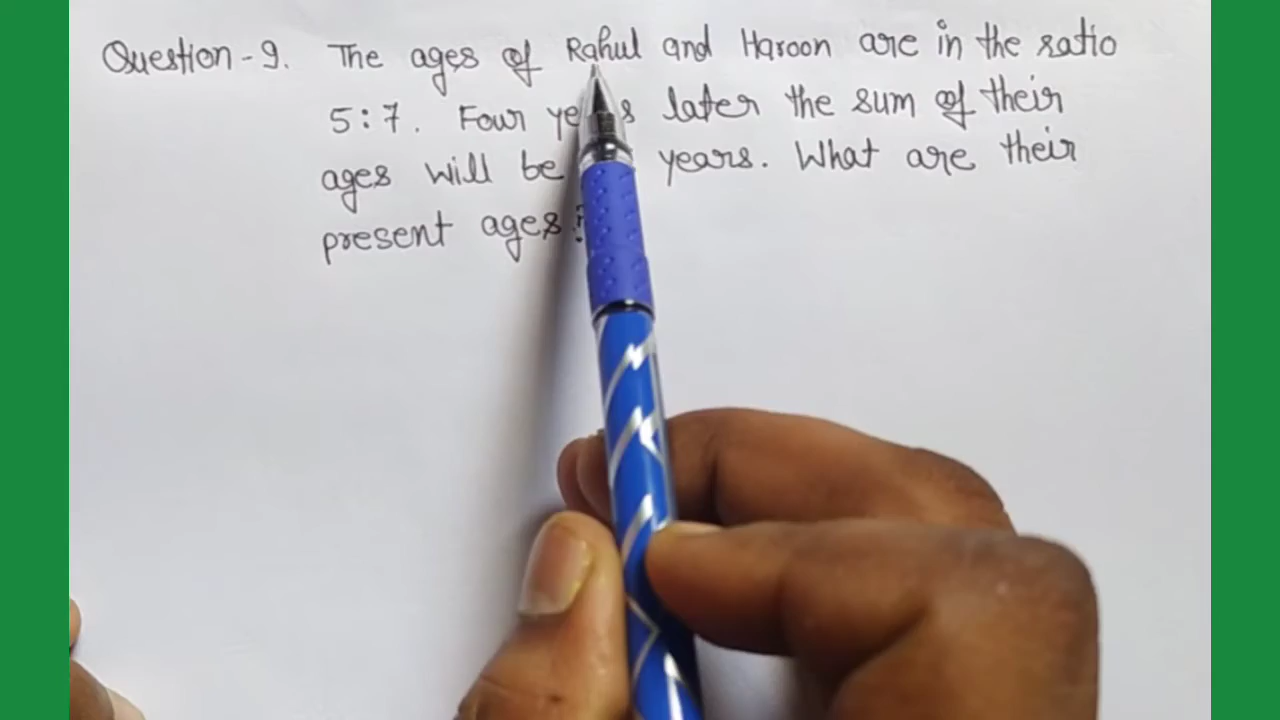 Question - 9. The ages of Rahul and Haroon are in the ratio
5 : 7. Four later the sum of their
ages will be years. What are their
present ages ?